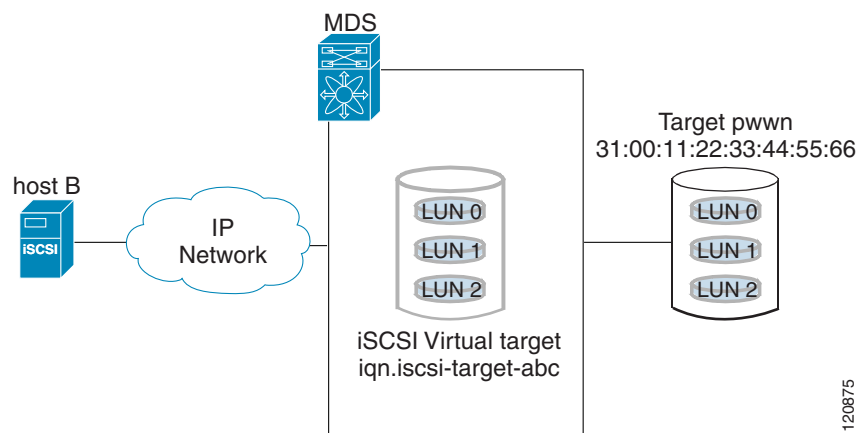 MDS
Target pwwn
31:00:11:22:33:44:55:66
host B
iSCSI
IP
Network
LUN 0
LUN 1
LUN 2
iSCSI Virtual target
iqn.iscsi-target-abc
LUN 0
LUN 1
LUN 2
120875